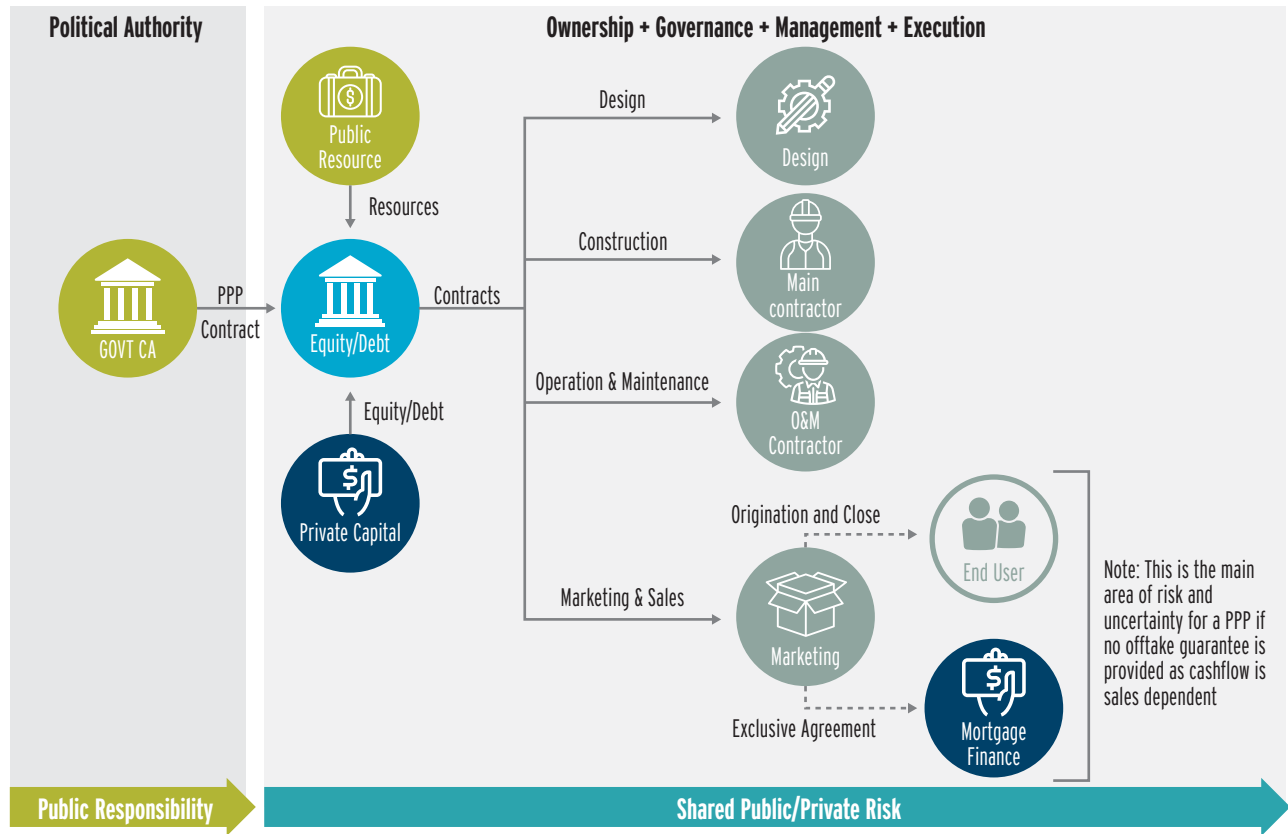 Political Authority
Ownership + Governance + Management + Execution
Public
Resource
Resources
GOVT CA
PPP
Contract
Equity/Debt
Contracts
Equity/Debt
Private Capital
Design
Design
Construction
Main
contractor
Operation & Maintenance
O&M
Contractor
Marketing & Sales
Marketing
Origination and Close
End User
Exclusive Agreement
Mortgage
Finance
Note: This is the main
area of risk and
uncertainty for a PPP if
no offtake guarantee is
provided as cashflow is
sales dependent
Public Responsibility
Shared Public/Private Risk